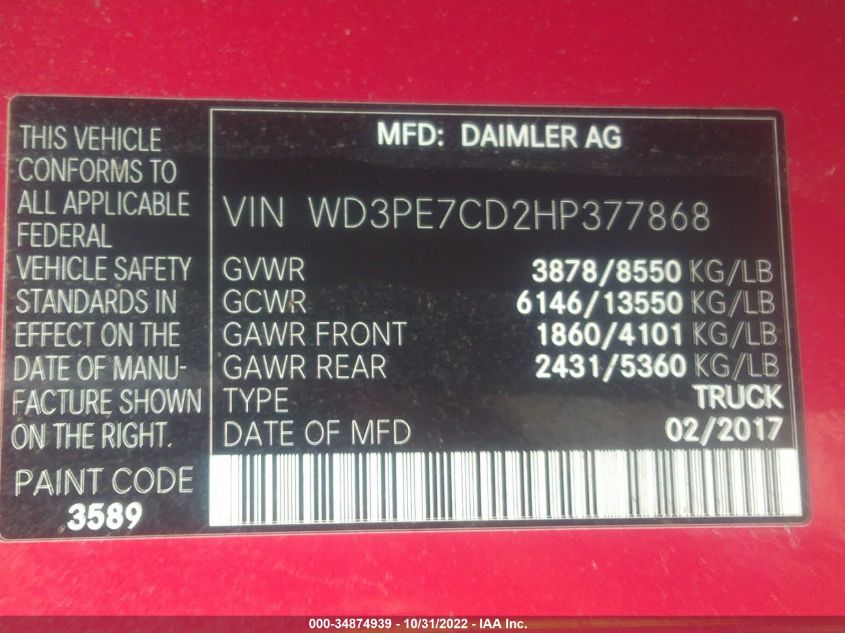 THIS VEHICLE
CONFORMS TO
ALL APPLICABLE
FEDERAL
VEHICLE SAFETY
STANDARDS IN
EFFECT ON THE
DATE OF MANU-
FACTURE SHOWN
ON THE RIGHT.
PAINT CODE
3589
MFD: DAIMLER AG
VIN WD3PE7CD2HP377868
GVWR 3878/8550 KG/LB
GCWR 6146/13550 KG/LB
GAWR FRONT 1860/4101 KG/LB
GAWR REAR 2431/5360 KG/LB
TYPE TRUCK
DATE OF MFD 02/2017
000-34874939 - 10/31/2022 - IAA Inc.